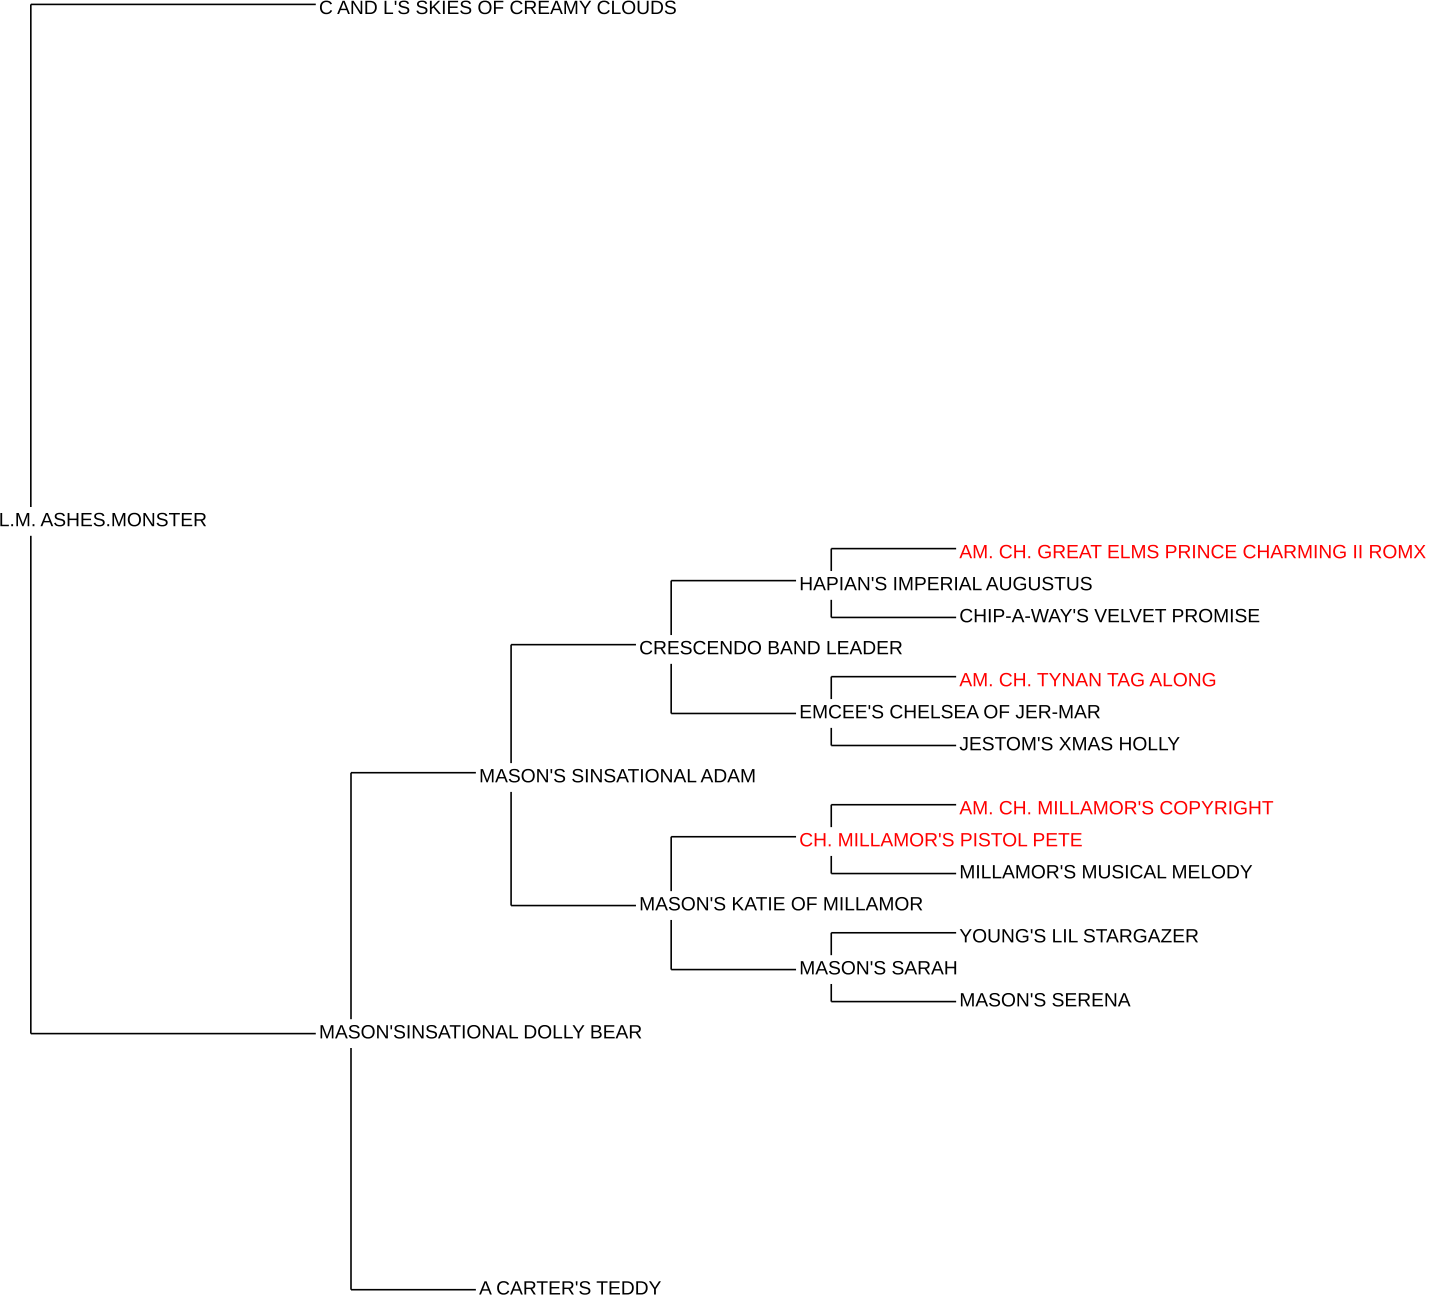 C AND L'S SKIES OF CREAMY CLOUDS
L.M. ASHES.MONSTER
AM. CH. GREAT ELMS PRINCE CHARMING II ROMX
HAPIAN'S IMPERIAL AUGUSTUS
CHIP-A-WAY'S VELVET PROMISE
CRESCENDO BAND LEADER
AM. CH. TYNAN TAG ALONG
EMCEE'S CHELSEA OF JER-MAR
JESTOM'S XMAS HOLLY
MASON'S SINSATIONAL ADAM
AM. CH. MILLAMOR'S COPYRIGHT
CH. MILLAMOR'S PISTOL PETE
MILLAMOR'S MUSICAL MELODY
MASON'S KATIE OF MILLAMOR
YOUNG'S LIL STARGAZER
MASON'S SARAH
MASON'S SERENA
MASON'SINSATIONAL DOLLY BEAR
A CARTER'S TEDDY